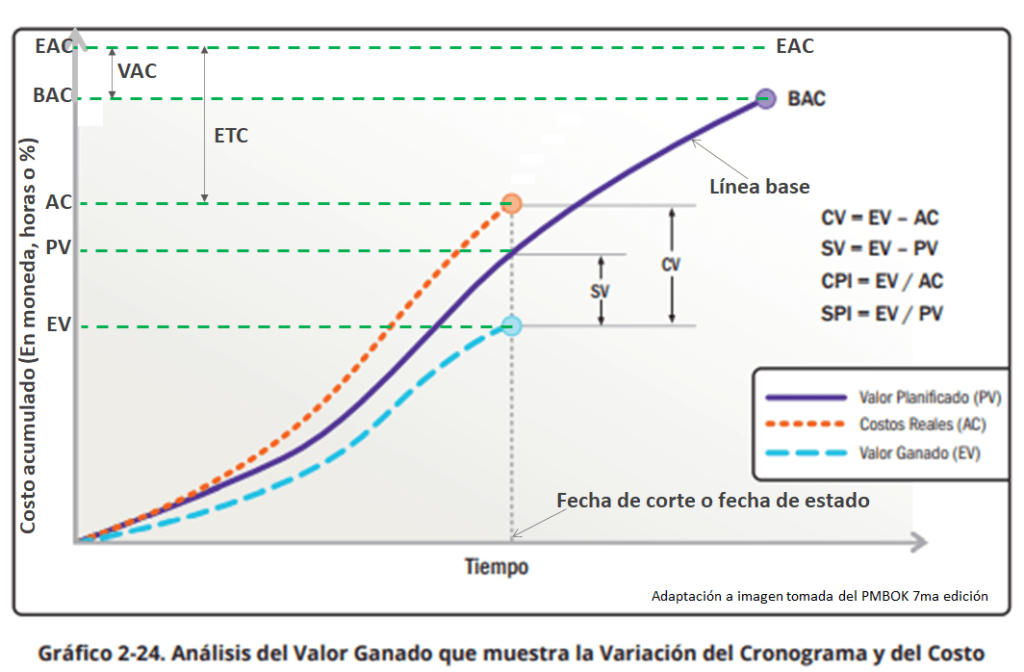 EAC
EAC
VAC
BAC
BAC
ETC
Línea base
AC
PV
EV
CV
SV
CV = EV – AC
SV = EV – PV
CPI = EV / AC
SPI = EV / PV
Costo acumulado (En moneda, horas o %)
Valor Planificado (PV)
Costos Reales (AC)
Valor Ganado (EV)
Fecha de corte o fecha de estado
Tiempo
Adaptación a imagen tomada del PMBOK 7ma edición
Gráfico 2-24. Análisis del Valor Ganado que muestra la Variación del Cronograma y del Costo